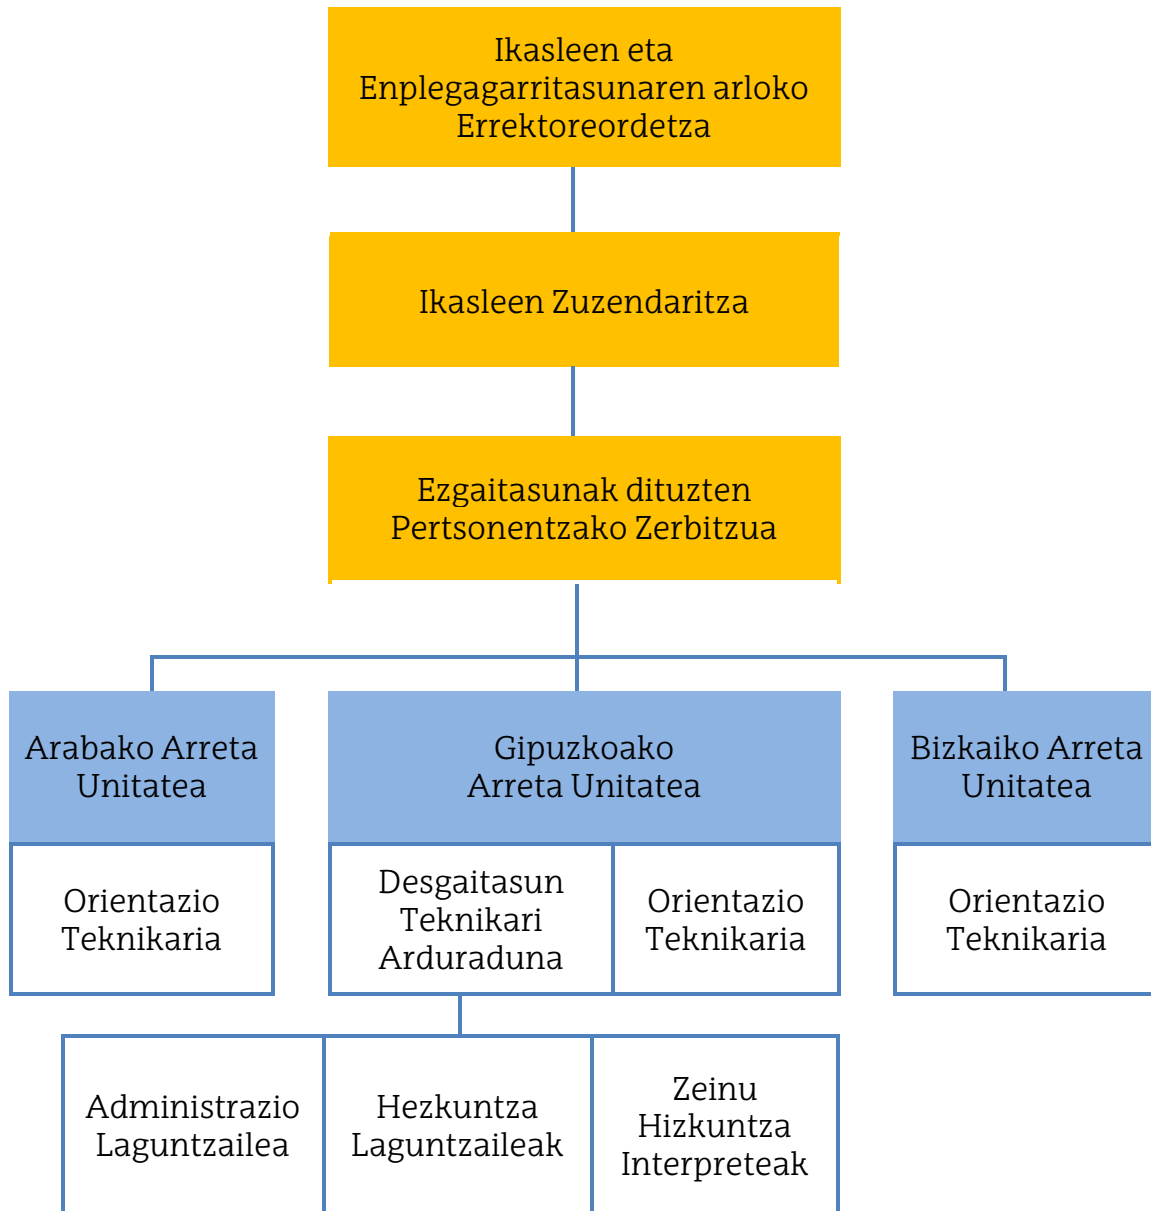 Ikasleen eta
Enplegagarritasunaren arloko
Errektoreordetza
Ikasleen Zuzendaritza
Ezgaitasunak dituzten
Pertsonentzako Zerbitzua
Arabako Arreta
Unitatea
Gipuzkoako
Arreta Unitatea
Bizkaiko Arreta
Unitatea
Orientazio
Teknikaria
Desgaitasun
Teknikari
Arduraduna
Orientazio
Teknikaria
Orientazio
Teknikaria
Administrazio
Laguntzailea
Hezkuntza
Laguntzaileak
Zeinu
Hizkuntza
Interpreteak